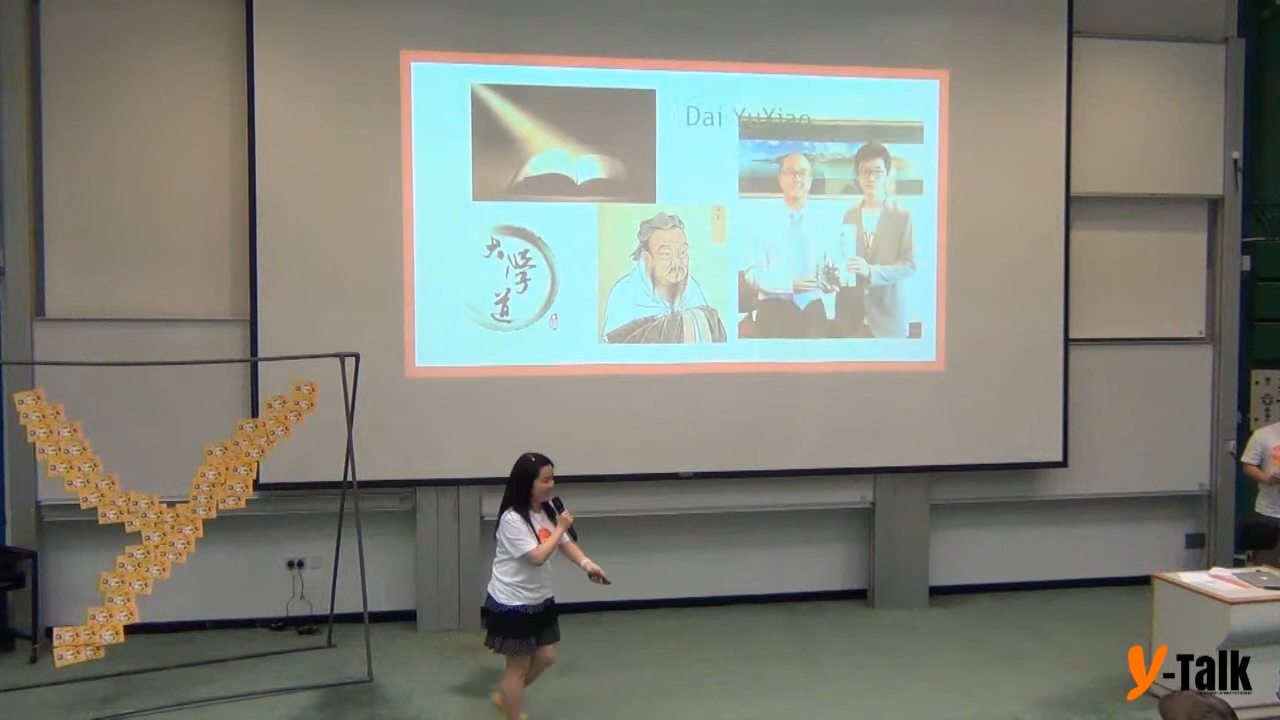 Dai YuXiao
大
學
道
y-Talk